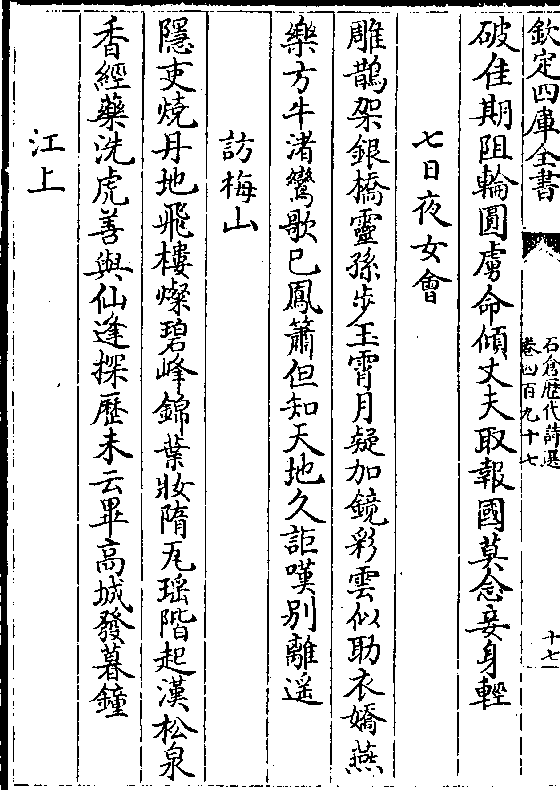 欽定四庫全書
石倉歷代詩選
卷四百九十七
十七
破佳期阻輪圓虜命傾丈夫取報國莫念妾身輕
七日夜女會
雕鵲架銀橋靈孫步玉霄月疑加鏡彩雲似助衣嬌燕
樂方牛渚鸞歌巳鳳簫但知天地久詎嘆別離遥
訪梅山
隱吏燒丹地飛樓燦碧峰錦葉妝隋瓦瑶階起漢松泉
香經藥洗虎善與仙逢探歷未云畢高城發暮鐘
江上